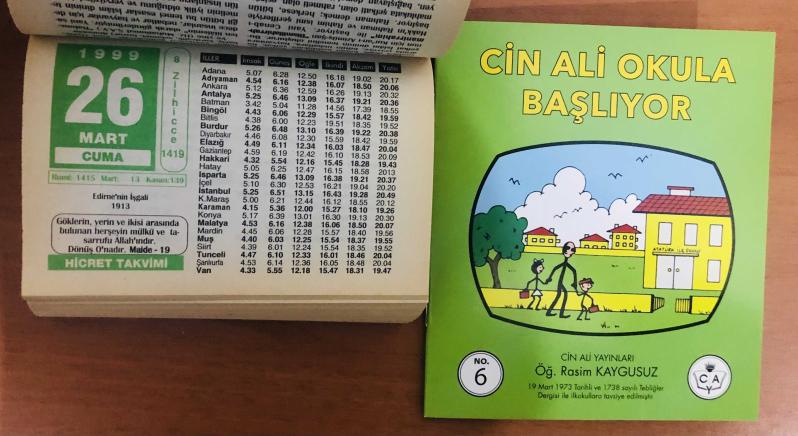 1999
26
MART
CUMA
8
Zilhicce
1419
Rumî: 1415 Mart: 13 Kasım: 139
Edirne'nin İşgali
1913
Göklerin, yerin ve ikisi arasında
bulunan herşeyin mülkü ve ta-
sarrufu Allah'ındır.
Dönüş O'nadır. Maide - 19
HİCRET TAKVİMİ
İLLER İmsak Güneş Öğle İkindi Akşam Yatsı
Adana 5.07 6.28 12.50 16.18 19.02 20.17
Adıyaman 4.54 6.16 12.38 16.07 18.50 20.06
Ankara 5.12 6.36 12.59 16.26 19.13 20.32
Antalya 5.25 6.46 13.09 16.37 19.21 20.36
Batman 3.42 5.04 11.28 14.56 17.39 18.55
Bingöl 4.43 6.06 12.29 15.57 18.42 19.59
Bitlis 4.38 6.00 12.23 19.51 18.35 19.52
Burdur 5.26 6.48 13.10 16.39 19.22 20.38
Diyarbakır 4.46 6.08 12.30 15.59 18.42 19.59
Elazığ 4.49 6.11 12.34 16.03 18.47 20.04
Gaziantep 4.59 6.19 12.42 16.10 18.53 20.09
Hakkari 4.32 5.54 12.16 15.45 18.28 19.43
Hatay 5.05 6.25 12.47 16.15 18.58 2013
Isparta 5.25 6.46 13.09 16.38 19.21 20.37
İçel 5.10 6.30 12.53 16.21 19.04 20.20
İstanbul 5.25 6.51 13.15 16.43 19.28 20.49
K.Maraş 5.00 6.21 12.44 16.12 18.55 20.12
Karaman 4.15 5.36 12.00 15.27 18.10 19.26
Konya 5.17 6.39 13.01 16.30 19.13 20.30
Malatya 4.53 6.16 12.38 16.06 18.50 20.07
Mardin 4.45 6.06 12.28 15.57 18.40 19.56
Muş 4.40 6.03 12.25 15.54 18.37 19.55
Siirt 4.39 6.01 12.24 15.54 18.35 19.52
Tunceli 4.47 6.10 12.33 16.01 18.46 20.04
Şanlıurfa 4.53 6.14 12.36 16.05 18.48 20.04
Van 4.33 5.55 12.18 15.47 18.31 19.47
CİN ALİ OKULA
BAŞLIYOR
ATATÜRK İLK OKULU
CİN ALİ YAYINLARI
Öğ. Rasim KAYGUSUZ
19 Mart 1973 Tarihli ve 1738 sayılı Tebliğler
Dergisi ile ilkokullara tavsiye edilmiştir.
NO.
6
C A Y